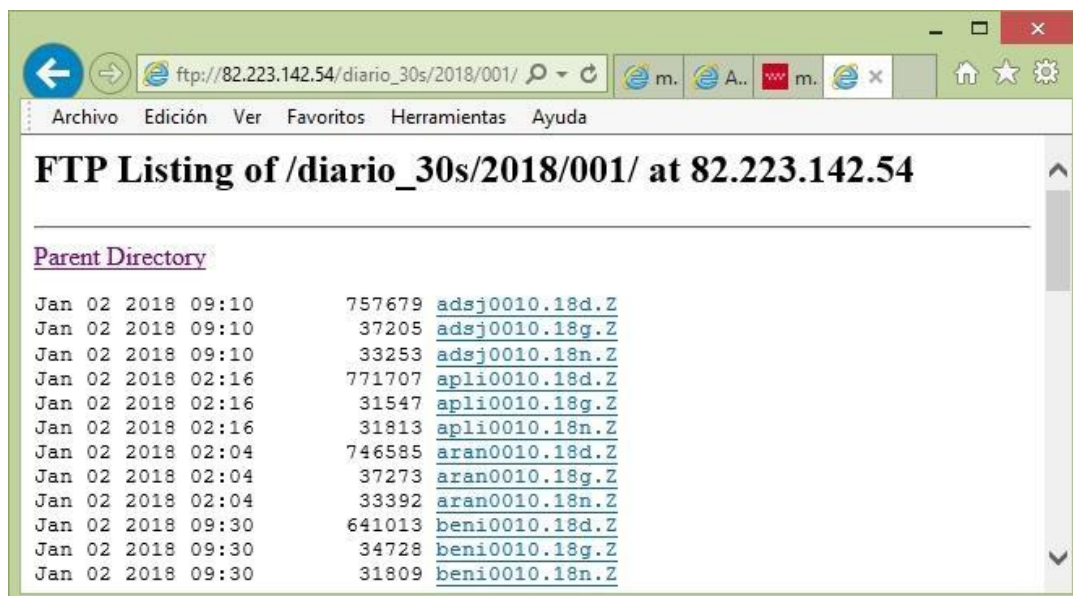 ftp://82.223.142.54/diario_30s/2018/001/ m. A.. m.
Archivo Edición Ver Favoritos Herramientas Ayuda
FTP Listing of /diario_30s/2018/001/ at 82.223.142.54
Parent Directory
Jan 02 2018 09:10 757679 adsj0010.18d.Z
Jan 02 2018 09:10 37205 adsj0010.18g.Z
Jan 02 2018 09:10 33253 adsj0010.18n.Z
Jan 02 2018 02:16 771707 apli0010.18d.Z
Jan 02 2018 02:16 31547 apli0010.18g.Z
Jan 02 2018 02:16 31813 apli0010.18n.Z
Jan 02 2018 02:04 746585 aran0010.18d.Z
Jan 02 2018 02:04 37273 aran0010.18g.Z
Jan 02 2018 02:04 33392 aran0010.18n.Z
Jan 02 2018 09:30 641013 beni0010.18d.Z
Jan 02 2018 09:30 34728 beni0010.18g.Z
Jan 02 2018 09:30 31809 beni0010.18n.Z